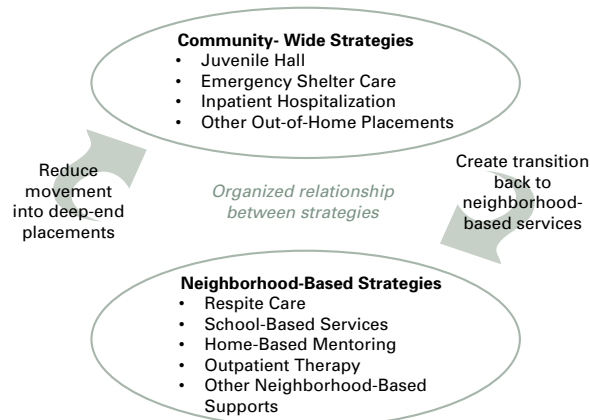 Community- Wide Strategies
• Juvenile Hall
• Emergency Shelter Care
• Inpatient Hospitalization
• Other Out-of-Home Placements
Reduce
movement
into deep-end
placements
Organized relationship
between strategies
Create transition
back to
neighborhood-
based services
Neighborhood-Based Strategies
• Respite Care
• School-Based Services
• Home-Based Mentoring
• Outpatient Therapy
• Other Neighborhood-Based
Supports